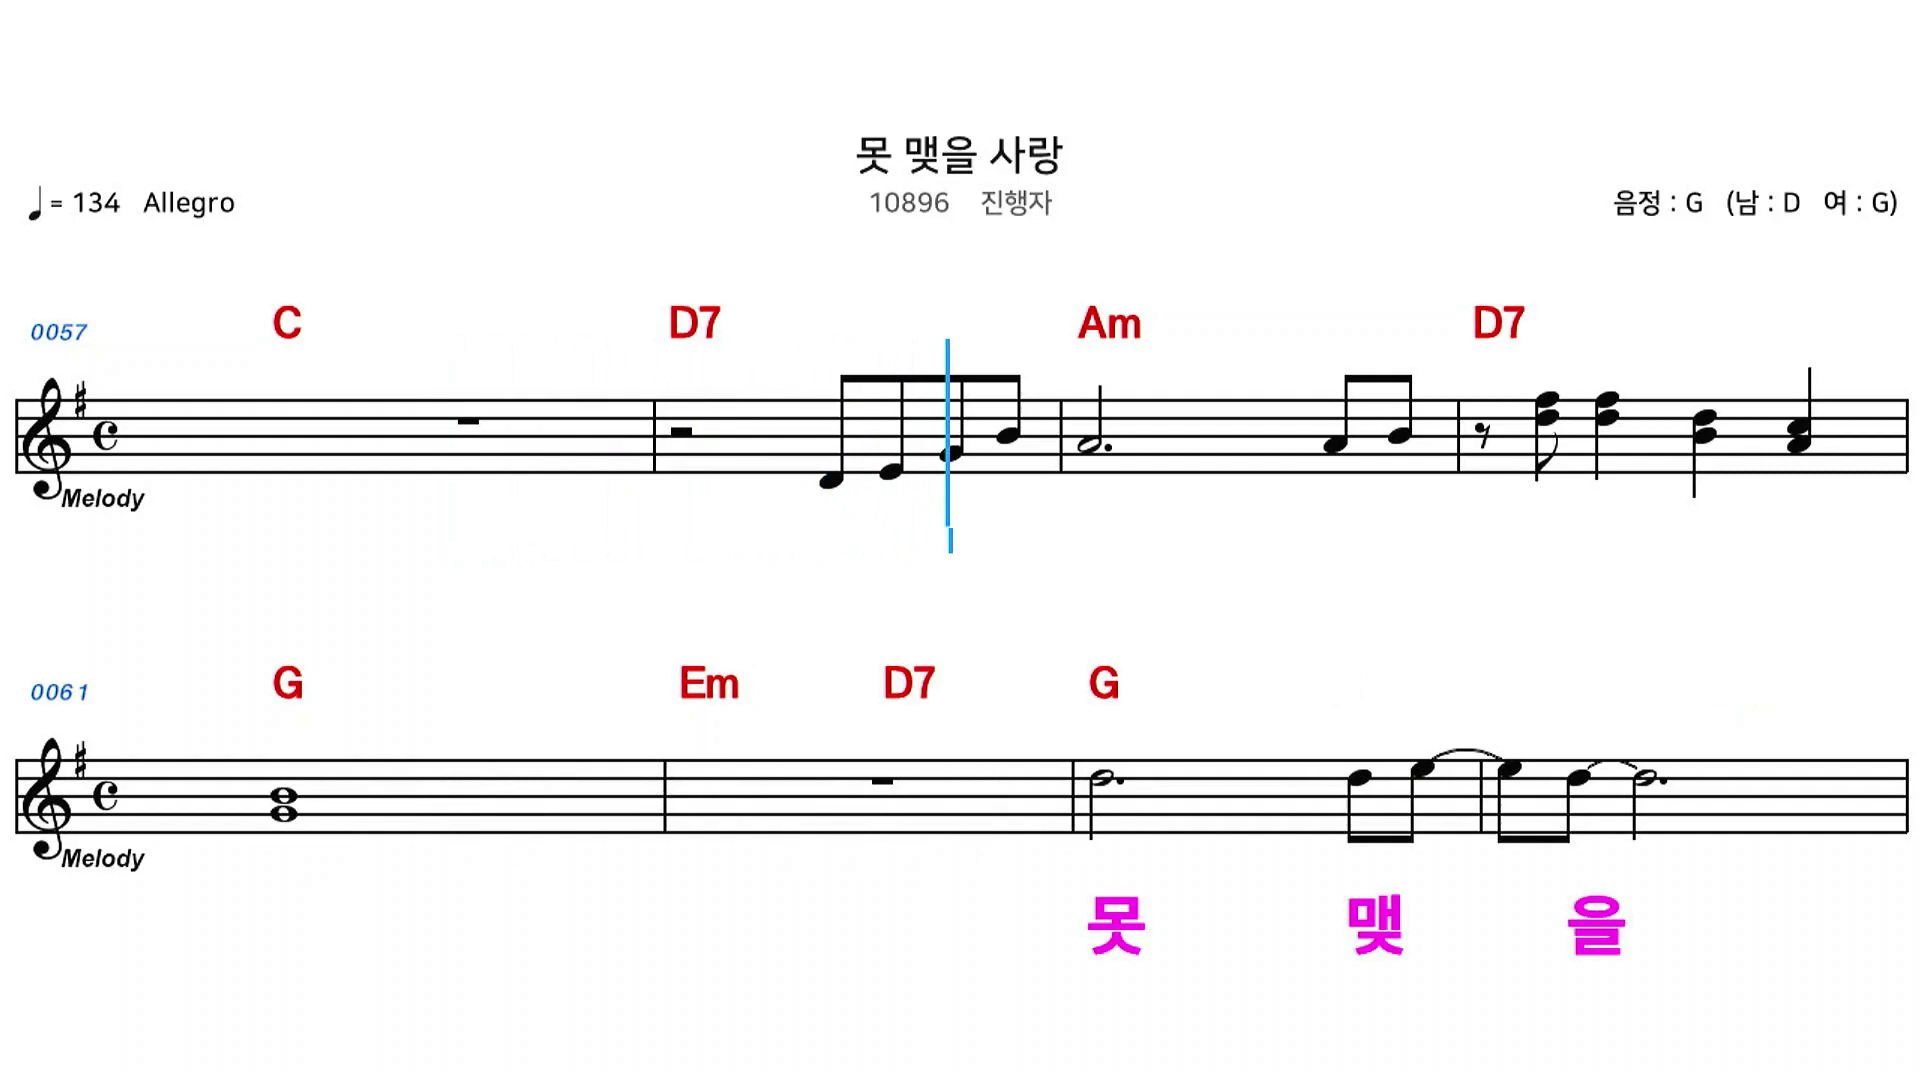 못 맺을 사랑
= 134 Allegro
10896 진행자
음정 : G (남 : D 여 : G)
0057 C D7 Am D7
Melody
0061 G Em D7 G
Melody
못 맺 을